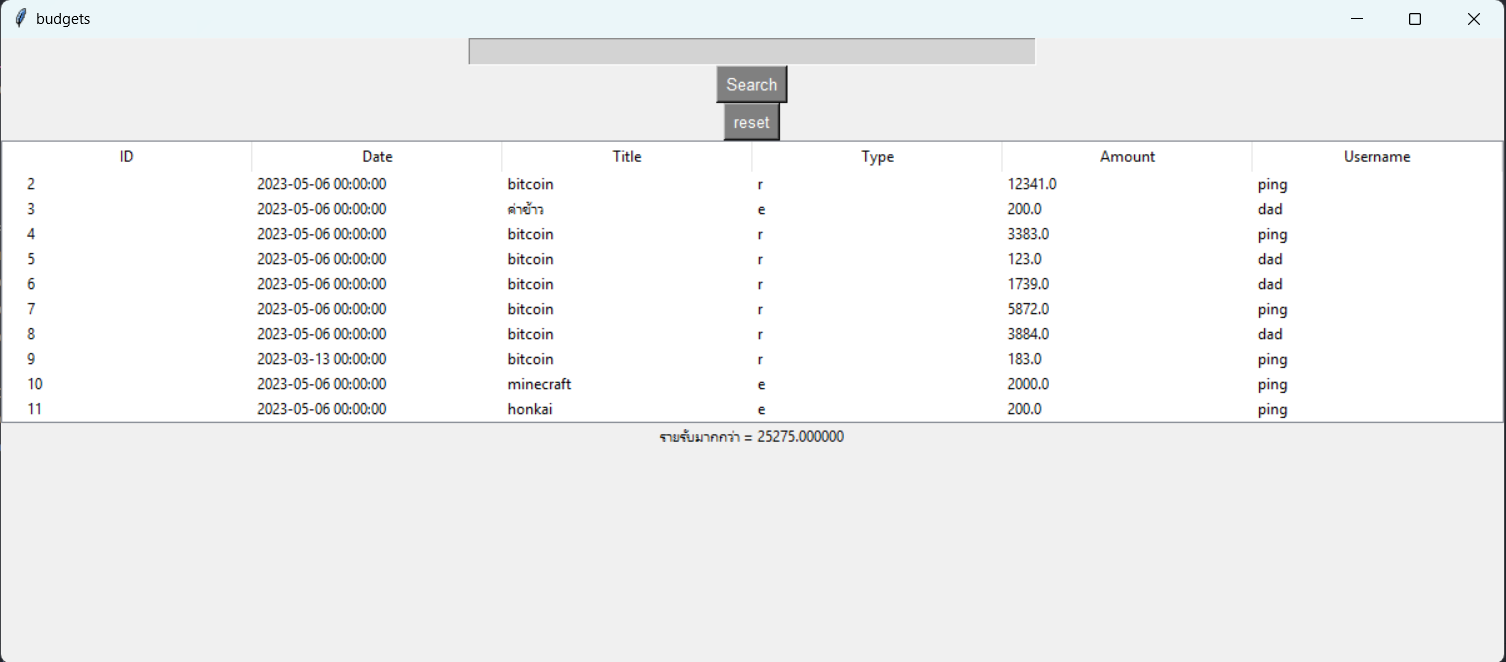 budgets
Search
reset
ID Date Title Type Amount Username
2 2023-05-06 00:00:00 bitcoin r 12341.0 ping
3 2023-05-06 00:00:00 ค่าข้าว e 200.0 dad
4 2023-05-06 00:00:00 bitcoin r 3383.0 ping
5 2023-05-06 00:00:00 bitcoin r 123.0 dad
6 2023-05-06 00:00:00 bitcoin r 1739.0 dad
7 2023-05-06 00:00:00 bitcoin r 5872.0 ping
8 2023-05-06 00:00:00 bitcoin r 3884.0 dad
9 2023-03-13 00:00:00 bitcoin r 183.0 ping
10 2023-05-06 00:00:00 minecraft e 2000.0 ping
11 2023-05-06 00:00:00 honkai e 200.0 ping
รายรับมากกว่า = 25275.000000